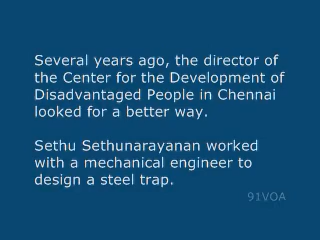 Several years ago, the director of
the Center for the Development of
Disadvantaged People in Chennai
looked for a better way.
Sethu Sethunarayanan worked
with a mechanical engineer to
design a steel trap.
91VOA